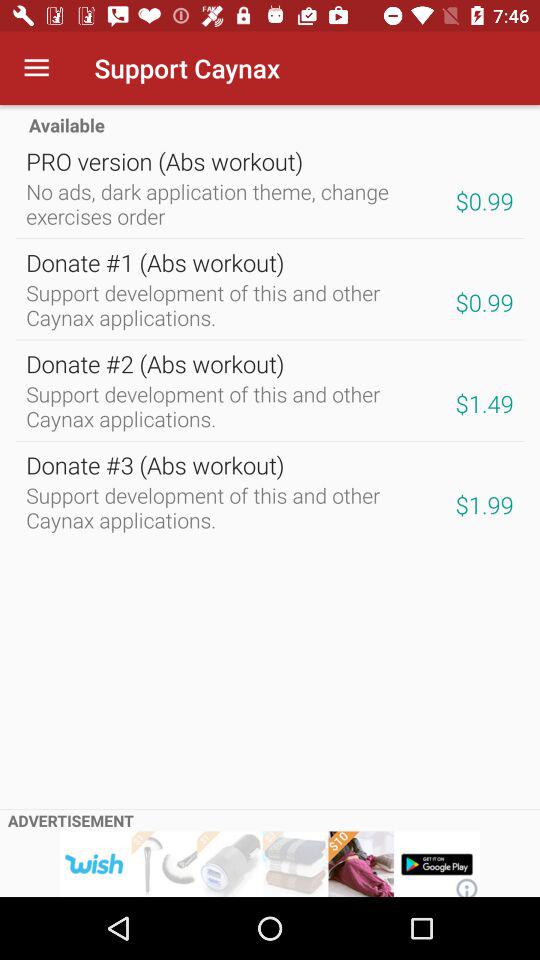 7:46
Support Caynax
Available
PRO version (Abs workout)
No ads, dark application theme, change
exercises order
$0.99
Donate #1 (Abs workout)
Support development of this and other
Caynax applications.
$0.99
Donate #2 (Abs workout)
Support development of this and other
Caynax applications.
$1.49
Donate #3 (Abs workout)
Support development of this and other
Caynax applications.
$1.99
ADVERTISEMENT
wish
$10
GET IT ON
Google Play